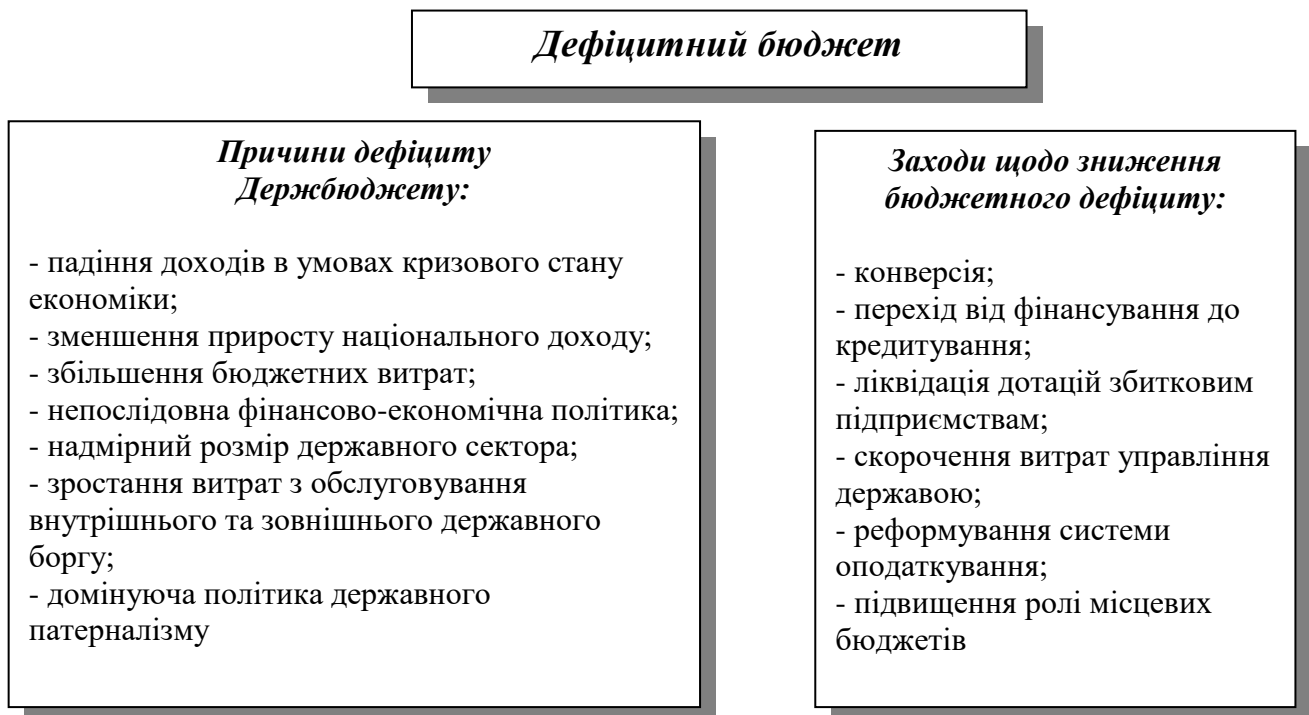 Дефіцитний бюджет
Причини дефіциту
Держбюджету:
- падіння доходів в умовах кризового стану
економіки;
- зменшення приросту національного доходу;
- збільшення бюджетних витрат;
- непослідовна фінансово-економічна політика;
- надмірний розмір державного сектора;
- зростання витрат з обслуговування
внутрішнього та зовнішнього державного
боргу;
- домінуюча політика державного
патерналізму
Заходи щодо зниження
бюджетного дефіциту:
- конверсія;
- перехід від фінансування до
кредитування;
- ліквідація дотацій збитковим
підприємствам;
- скорочення витрат управління
державою;
- реформування системи
оподаткування;
- підвищення ролі місцевих
бюджетів